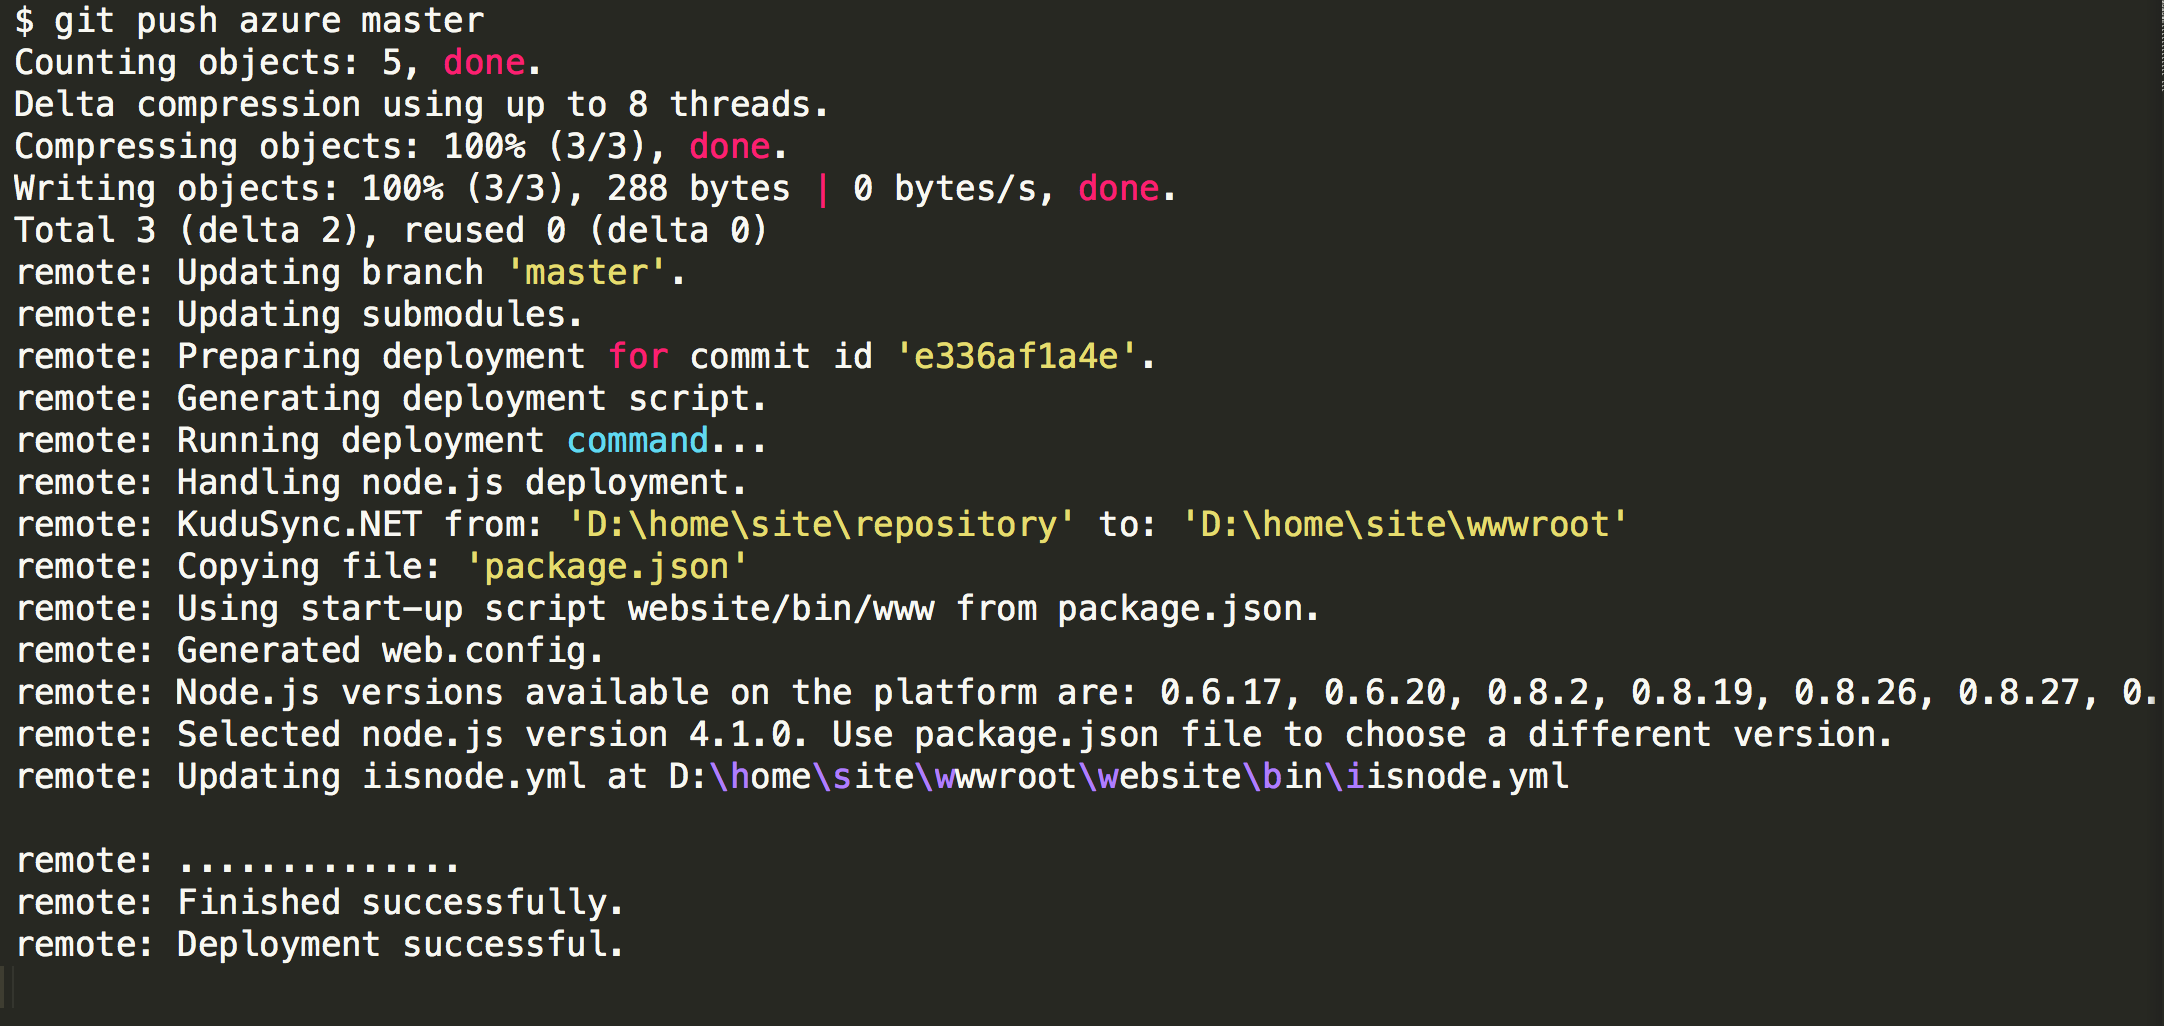 $ git push azure master
Counting objects: 5, done.
Delta compression using up to 8 threads.
Compressing objects: 100% (3/3), done.
Writing objects: 100% (3/3), 288 bytes | 0 bytes/s, done.
Total 3 (delta 2), reused 0 (delta 0)
remote: Updating branch 'master'.
remote: Updating submodules.
remote: Preparing deployment for commit id 'e336af1a4e'.
remote: Generating deployment script.
remote: Running deployment command...
remote: Handling node.js deployment.
remote: KuduSync.NET from: 'D:\home\site\repository' to: 'D:\home\site\wwwroot'
remote: Copying file: 'package.json'
remote: Using start-up script website/bin/www from package.json.
remote: Generated web.config.
remote: Node.js versions available on the platform are: 0.6.17, 0.6.20, 0.8.2, 0.8.19, 0.8.26, 0.8.27, 0.
remote: Selected node.js version 4.1.0. Use package.json file to choose a different version.
remote: Updating iisnode.yml at D:\home\site\wwwroot\website\bin\iisnode.yml
remote: ..............
remote: Finished successfully.
remote: Deployment successful.